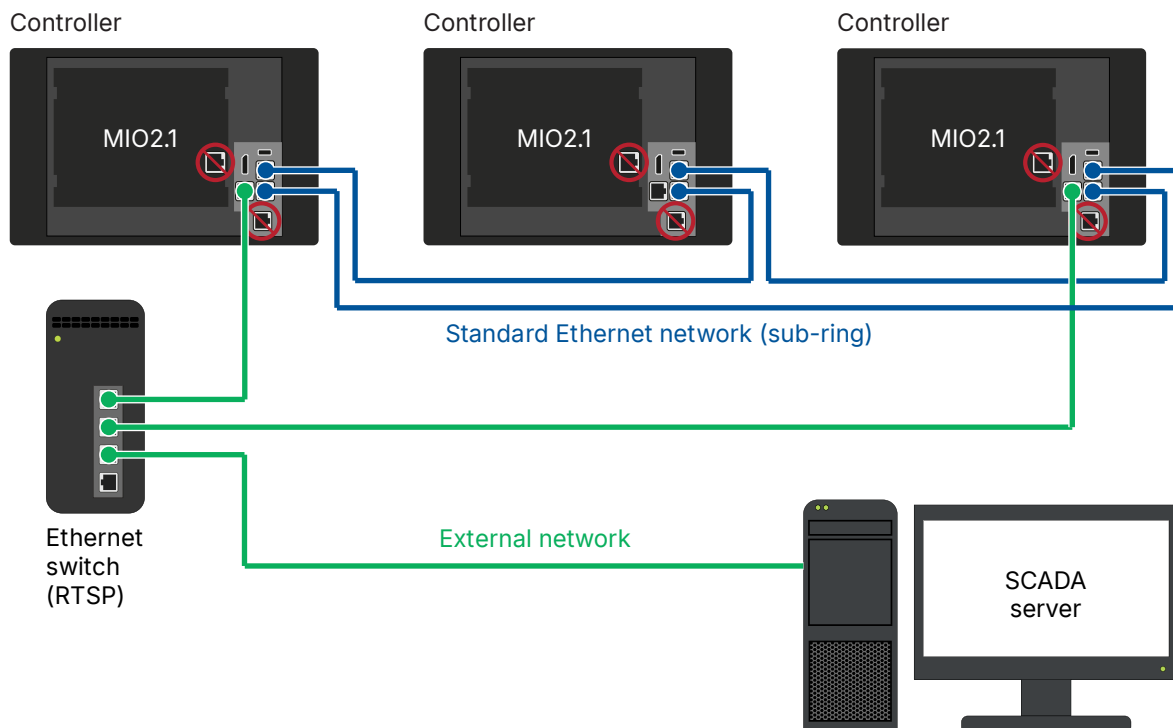 Controller
Controller
Controller
MIO2.1
MIO2.1
MIO2.1
Standard Ethernet network (sub-ring)
Ethernet
switch
(RTSP)
External network
SCADA
server